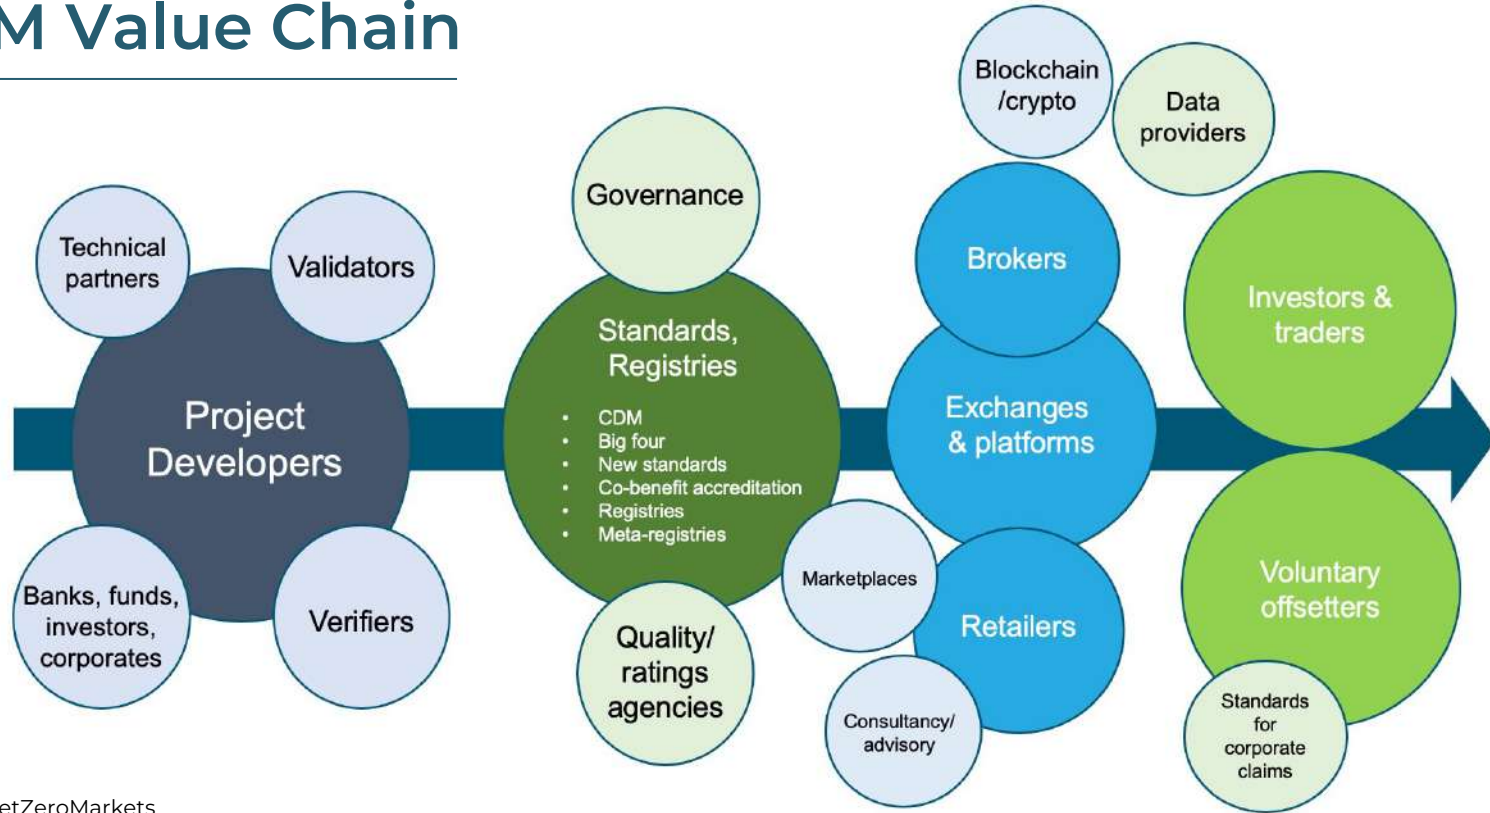 M Value Chain
Technical
partners
Validators
Project
Developers
Banks, funds,
investors,
corporates
Verifiers
Governance
Standards,
Registries
• CDM
• Big four
• New standards
• Co-benefit accreditation
• Registries
• Meta-registries
Quality/
ratings
agencies
Blockchain
/crypto
Data
providers
Brokers
Exchanges
& platforms
Marketplaces
Retailers
Consultancy/
advisory
Investors &
traders
Voluntary
offsetters
Standards
for
corporate
claims
etZeroMarkets